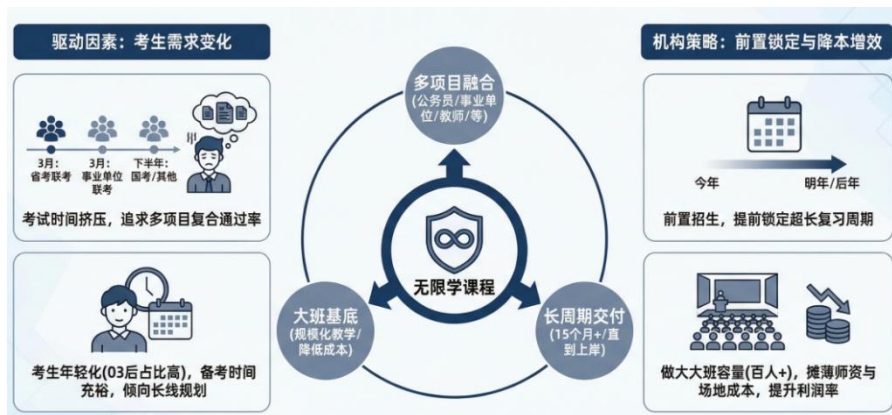 驱动因素：考生需求变化
3月：
省考联考
3月：
事业单位
联考
下半年：
国考/其他
考试时间挤压，追求多项目复合通过率
考生年轻化(03后占比高)，备考时间
充裕，倾向长线规划
多项目融合
(公务员/事业单
位/教师/等)
无限学课程
大班基底
(规模化教学/
降低成本)
长周期交付
(15个月+/直
到上岸)
机构策略：前置锁定与降本增效
今年
明年/后年
前置招生，提前锁定超长复习周期
做大大班容量(百人+)，摊薄师资与
场地成本，提升利润率